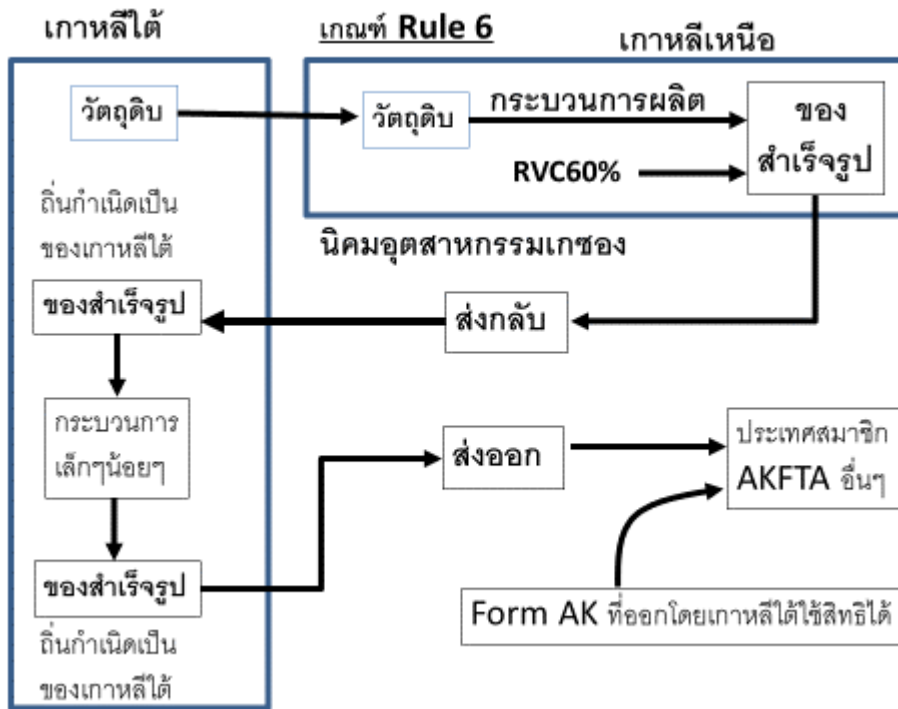 เกาหลีใต้
เกณฑ์ Rule 6
เกาหลีเหนือ
วัตถุดิบ
วัตถุดิบ
กระบวนการผลิต
ของ
สำเร็จรูป
RVC60%
ถิ่นกำเนิดเป็น
ของเกาหลีใต้
นิคมอุตสาหกรรมเกซอง
ของสำเร็จรูป
ส่งกลับ
กระบวนการ
เล็กๆน้อยๆ
ส่งออก
ประเทศสมาชิก
AKFTA อื่นๆ
ของสำเร็จรูป
Form AK ที่ออกโดยเกาหลีใต้ใช้สิทธิได้
ถิ่นกำเนิดเป็น
ของเกาหลีใต้